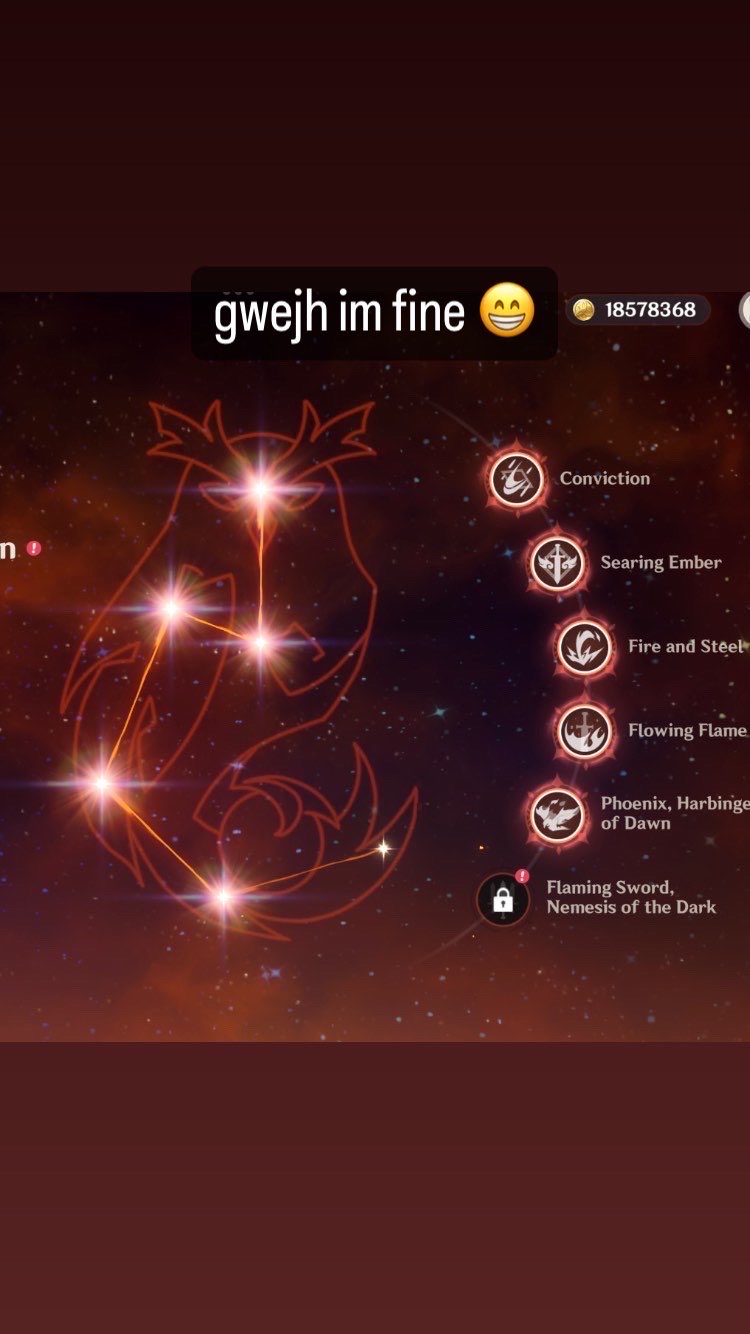 gwejh im fine 😁
18578368
Conviction
n
Searing Ember
Fire and Steel
Flowing Flame
Phoenix, Harbinge
of Dawn
Flaming Sword,
Nemesis of the Dark